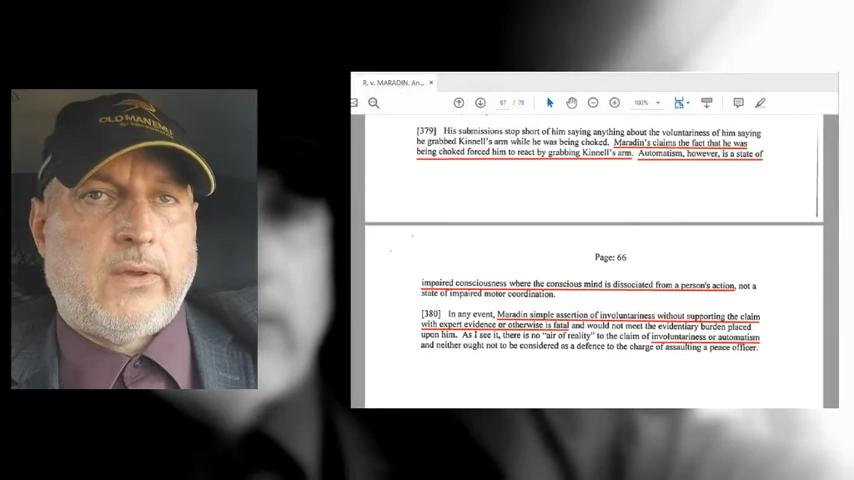 OLD MAN EMU
R. v. MARADIN, An... ×
67 / 78
100%
[379] His submissions stop short of him saying anything about the voluntariness of him saying
he grabbed Kinnell's arm while he was being choked. Maradin's claims the fact that he was
being choked forced him to react by grabbing Kinnell's arm. Automatism, however, is a state of
Page: 66
impaired consciousness where the conscious mind is dissociated from a person's action, not a
state of impaired motor coordination.
[380] In any event, Maradin simple assertion of involuntariness without supporting the claim
with expert evidence or otherwise is fatal and would not meet the evidentiary burden placed
upon him. As I see it, there is no "air of reality" to the claim of involuntariness or automatism
and neither ought not to be considered as a defence to the charge of assaulting a peace officer.